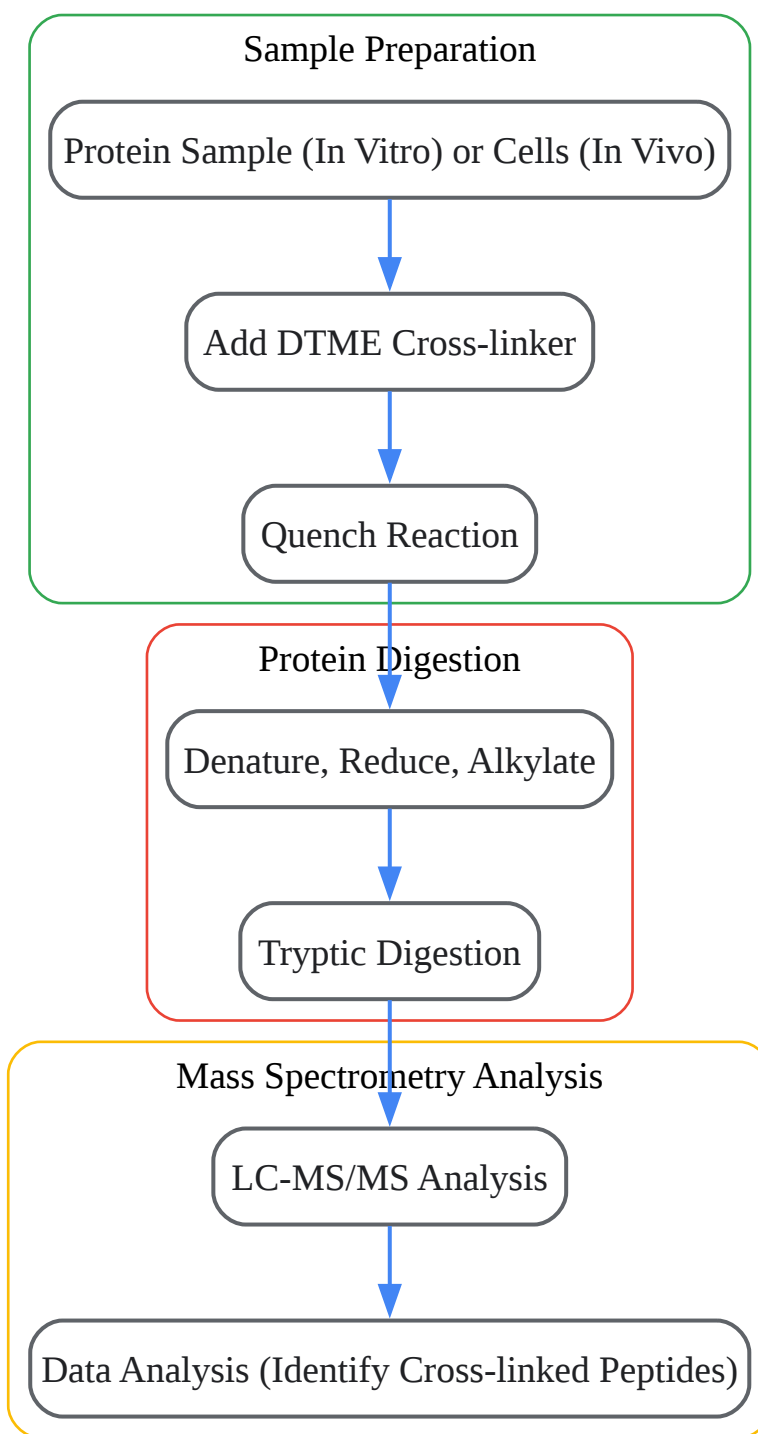 Sample Preparation
Protein Sample (In Vitro) or Cells (In Vivo)
Add DTME Cross-linker
Quench Reaction
Protein Digestion
Denature, Reduce, Alkylate
Tryptic Digestion
Mass Spectrometry Analysis
LC-MS/MS Analysis
Data Analysis (Identify Cross-linked Peptides)